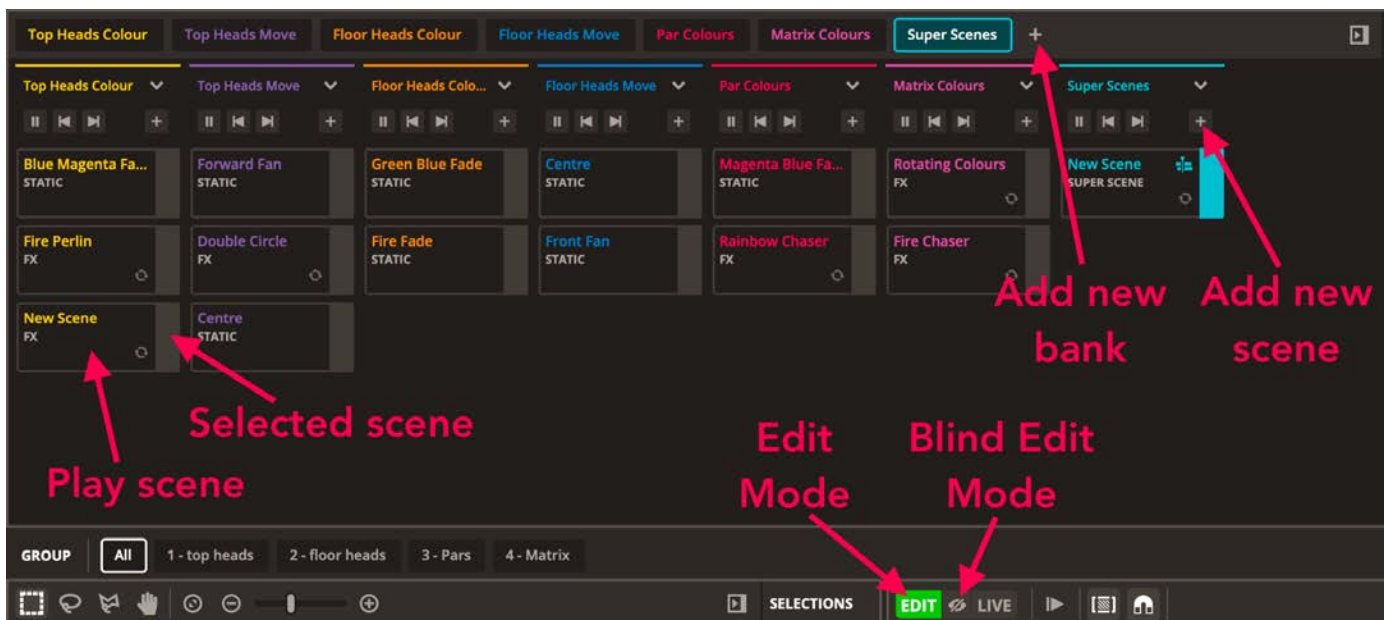 Top Heads Colour Top Heads Move Floor Heads Colour Floor Heads Move Par Colours Matrix Colours Super Scenes +
Top Heads Colour Top Heads Move Floor Heads Colo... Floor Heads Move Par Colours Matrix Colours Super Scenes
+ + + + + + +
Blue Magenta Fa... Forward Fan Green Blue Fade Centre Magenta Blue Fa... Rotating Colours New Scene
STATIC STATIC STATIC STATIC STATIC FX SUPER SCENE
Fire Perlin Double Circle Fire Fade Front Fan Rainbow Chaser Fire Chaser
FX FX STATIC STATIC FX FX
Add new bank
Add new scene
New Scene Centre
FX STATIC
Selected scene
Play scene
Edit Mode
Blind Edit Mode
GROUP All 1 - top heads 2 - floor heads 3 - Pars 4 - Matrix
SELECTIONS EDIT LIVE